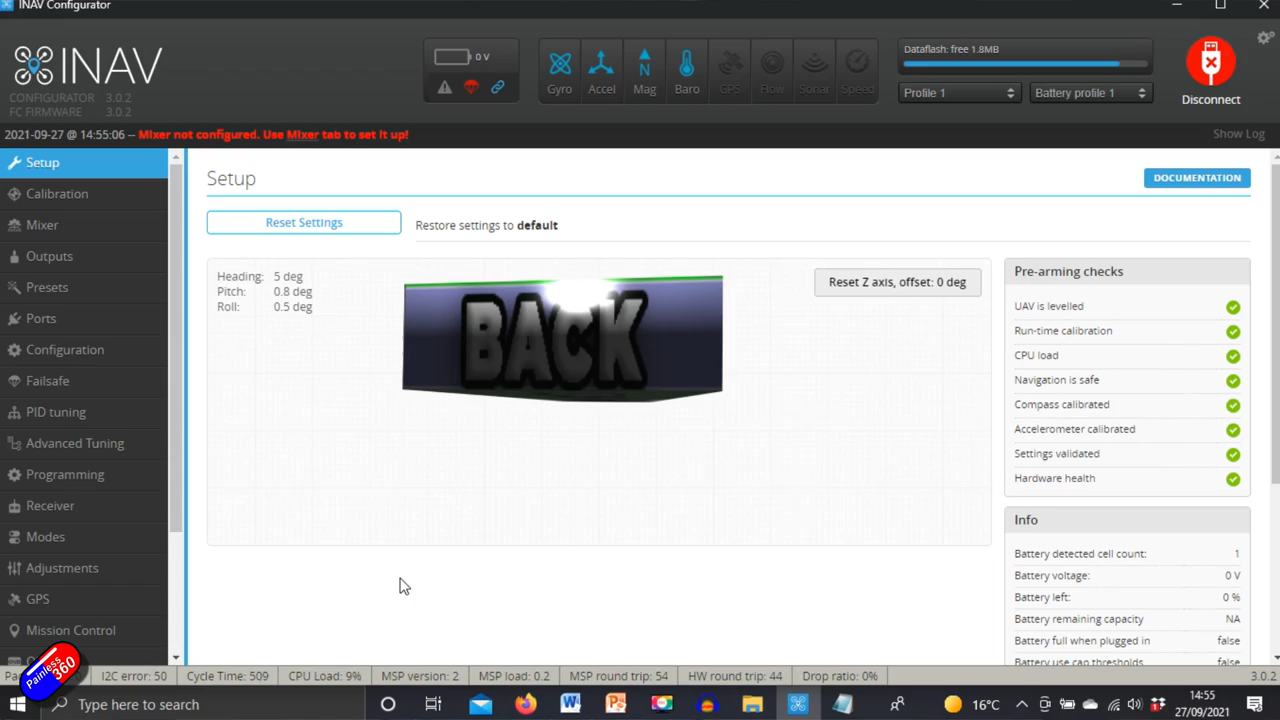 INAV Configurator
INAV
CONFIGURATOR 3.0.2
FC FIRMWARE 3.0.2
0 V
Gyro
Accel
Mag
Baro
GPS
Flow
Sonar
Speed
Dataflash: free 1.8MB
Profile 1
Battery profile 1
Disconnect
2021-09-27 @ 14:55:06 -- Mixer not configured. Use Mixer tab to set it up!
Show Log
Setup
Calibration
Mixer
Outputs
Presets
Ports
Configuration
Failsafe
PID tuning
Advanced Tuning
Programming
Receiver
Modes
Adjustments
GPS
Mission Control
Setup
DOCUMENTATION
Reset Settings
Restore settings to default
Heading: 5 deg
Pitch: 0.8 deg
Roll: 0.5 deg
BACK
Reset Z axis, offset: 0 deg
Pre-arming checks
UAV is levelled
Run-time calibration
CPU load
Navigation is safe
Compass calibrated
Accelerometer calibrated
Settings validated
Hardware health
Info
Battery detected cell count: 1
Battery voltage: 0 V
Battery left: 0 %
Battery remaining capacity NA
Battery full when plugged in false
Battery use cap thresholds false
Painless 360
I2C error: 50
Cycle Time: 509
CPU Load: 9%
MSP version: 2
MSP load: 0.2
MSP round trip: 54
HW round trip: 44
Drop ratio: 0%
3.0.2
Type here to search
16°C
14:55
27/09/2021